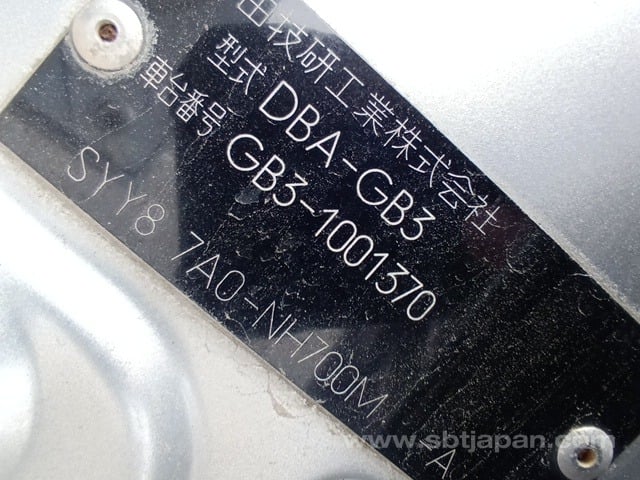 田技研工業株式会社
型式 DBA-GB3
車台番号 GB3-1001370
SYY8 7A0-NH700M A
www.sbtjapan.com